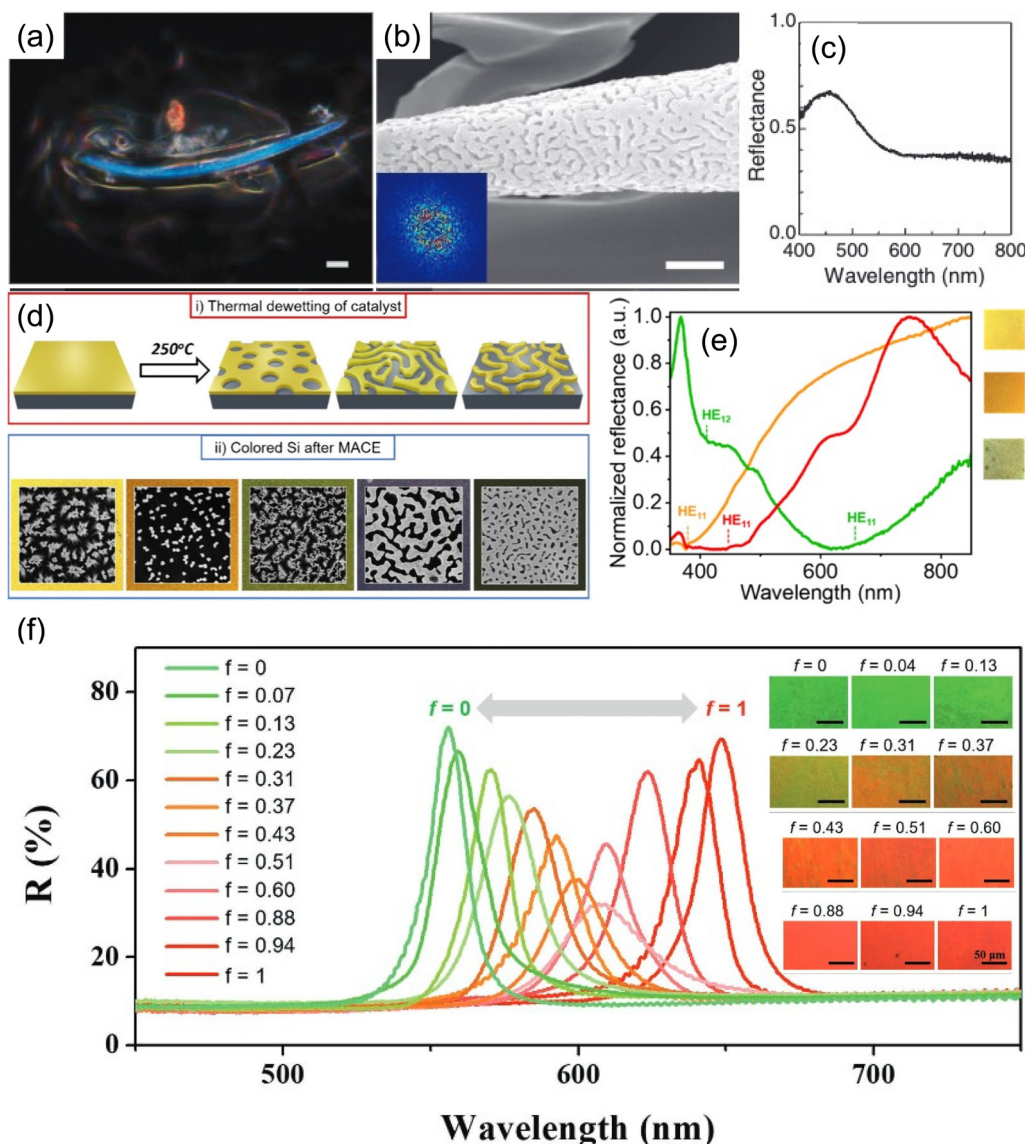 (a)
(b)
(c)
1.0
0.5
0.0
Reflectance
400 500 600 700 800
Wavelength (nm)
(d)
i) Thermal dewetting of catalyst
250°C
ii) Colored Si after MACE
(e)
Normalized reflectance (a.u.)
1.0
0.8
0.6
0.4
0.2
0.0
HE12
HE11
HE11
HE11
400
600
800
Wavelength (nm)
(f)
R (%)
80
60
40
20
0
f = 0
f = 0.07
f = 0.13
f = 0.23
f = 0.31
f = 0.37
f = 0.43
f = 0.51
f = 0.60
f = 0.88
f = 0.94
f = 1
f = 0
f = 1
f = 0 f = 0.04 f = 0.13
f = 0.23 f = 0.31 f = 0.37
f = 0.43 f = 0.51 f = 0.60
f = 0.88 f = 0.94 f = 1
50 µm
500
600
700
Wavelength (nm)